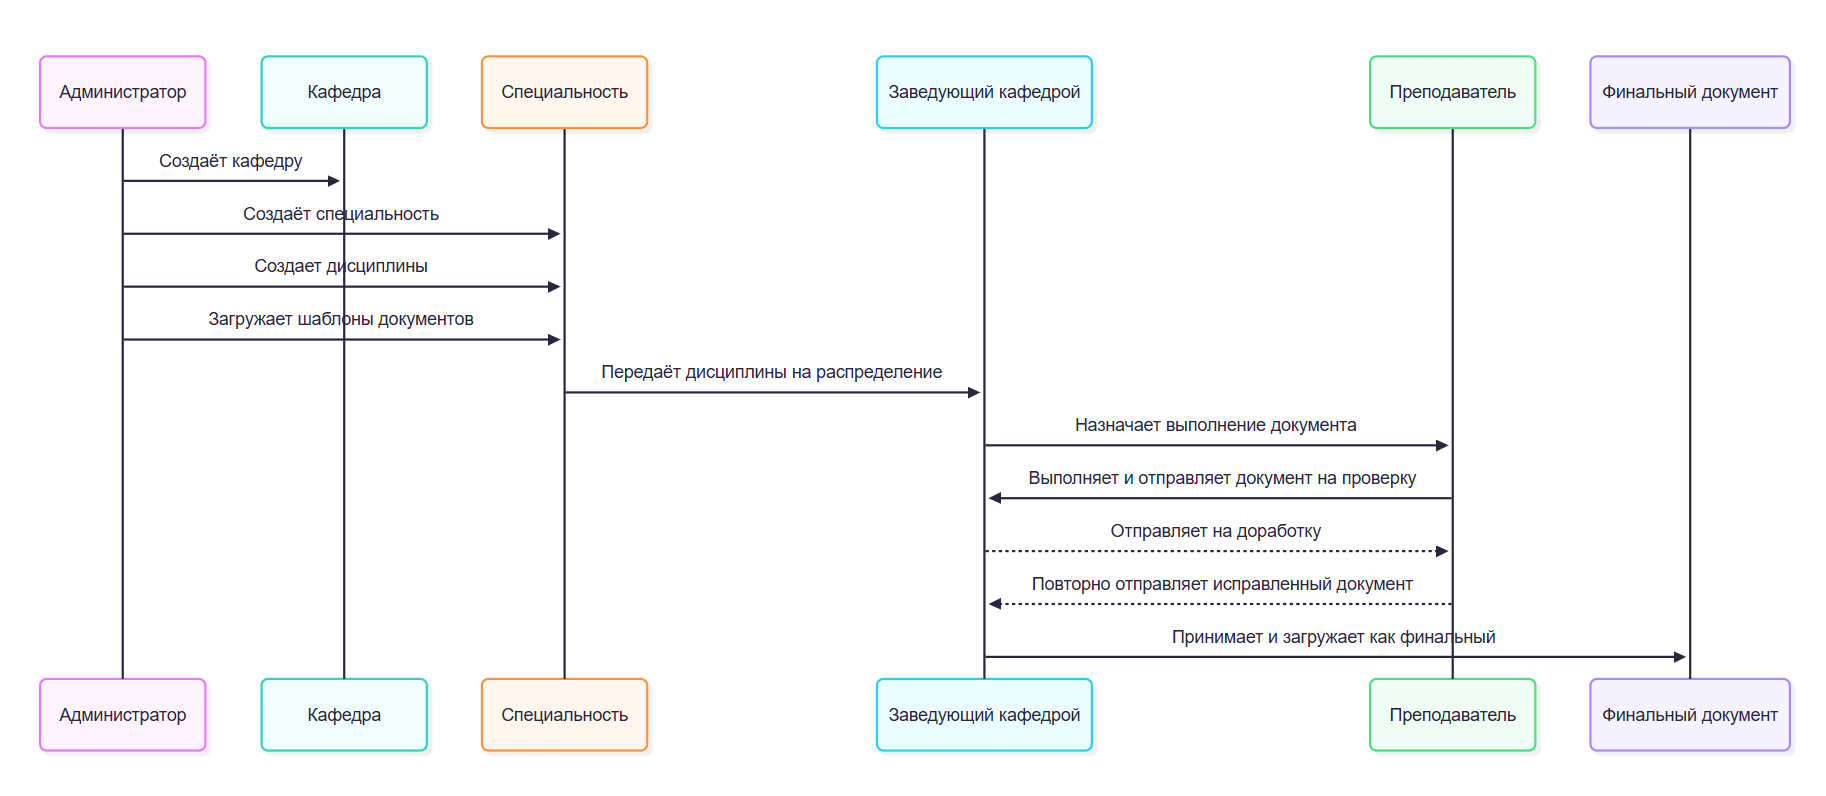 Администратор
Кафедра
Специальность
Заведующий кафедрой
Преподаватель
Финальный документ
Создаёт кафедру
Создаёт специальность
Создает дисциплины
Загружает шаблоны документов
Передаёт дисциплины на распределение
Назначает выполнение документа
Выполняет и отправляет документ на проверку
Отправляет на доработку
Повторно отправляет исправленный документ
Принимает и загружает как финальный
Администратор
Кафедра
Специальность
Заведующий кафедрой
Преподаватель
Финальный документ